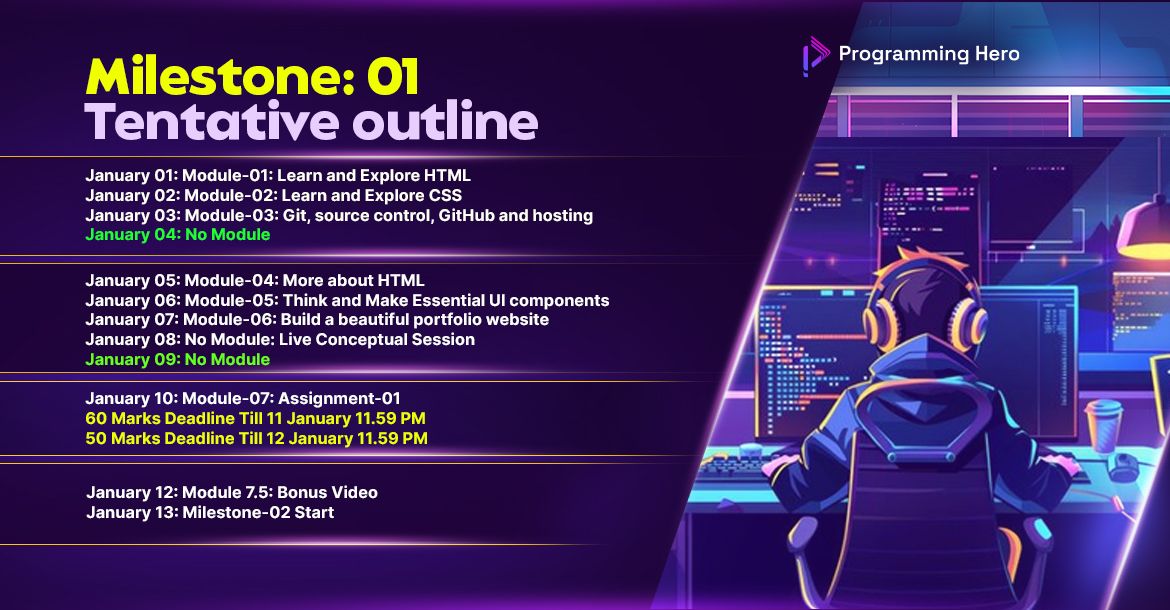 Milestone: 01
Tentative outline
Programming Hero
January 01: Module-01: Learn and Explore HTML
January 02: Module-02: Learn and Explore CSS
January 03: Module-03: Git, source control, GitHub and hosting
January 04: No Module
January 05: Module-04: More about HTML
January 06: Module-05: Think and Make Essential UI components
January 07: Module-06: Build a beautiful portfolio website
January 08: No Module: Live Conceptual Session
January 09: No Module
January 10: Module-07: Assignment-01
60 Marks Deadline Till 11 January 11.59 PM
50 Marks Deadline Till 12 January 11.59 PM
January 12: Module 7.5: Bonus Video
January 13: Milestone-02 Start